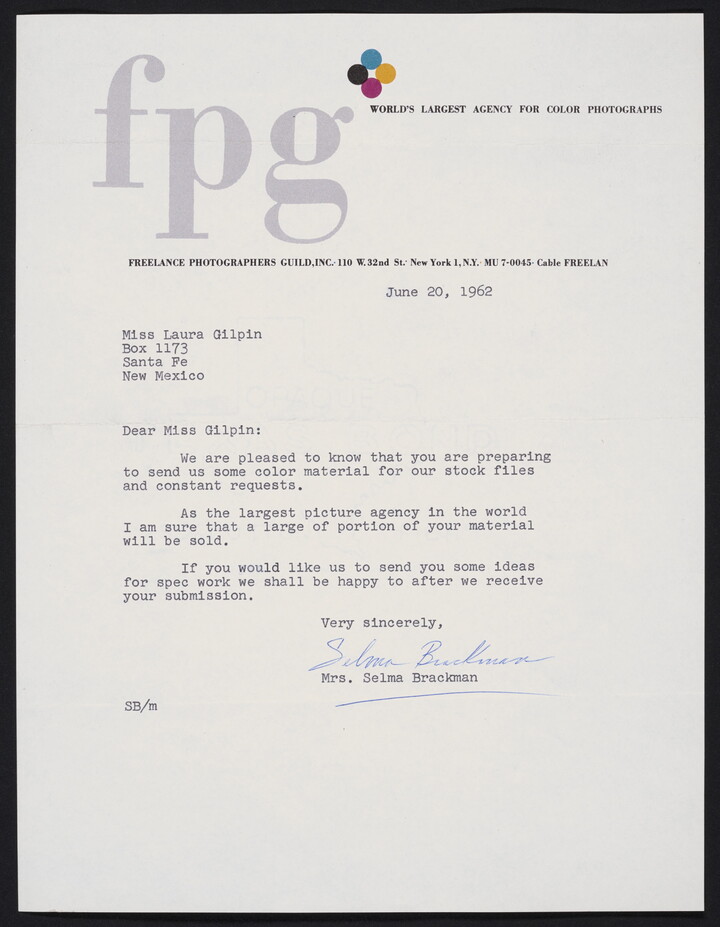 fpg
WORLD'S LARGEST AGENCY FOR COLOR PHOTOGRAPHS
FREELANCE PHOTOGRAPHERS GUILD,INC.· 110 W. 32nd St.· New York 1, N.Y.· MU 7-0045· Cable FREELAN
June 20, 1962
Miss Laura Gilpin
Box 1173
Santa Fe
New Mexico
Dear Miss Gilpin:
We are pleased to know that you are preparing
to send us some color material for our stock files
and constant requests.
As the largest picture agency in the world
I am sure that a large of portion of your material
will be sold.
If you would like us to send you some ideas
for spec work we shall be happy to after we receive
your submission.
Very sincerely,
Selma Brackman
Mrs. Selma Brackman
SB/m